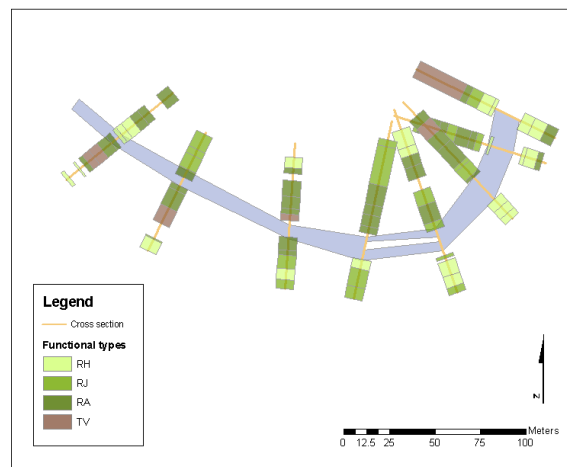 Legend
Cross section
Functional types
RH
RJ
RA
TV
N
Meters
0 12.5 25 50 75 100